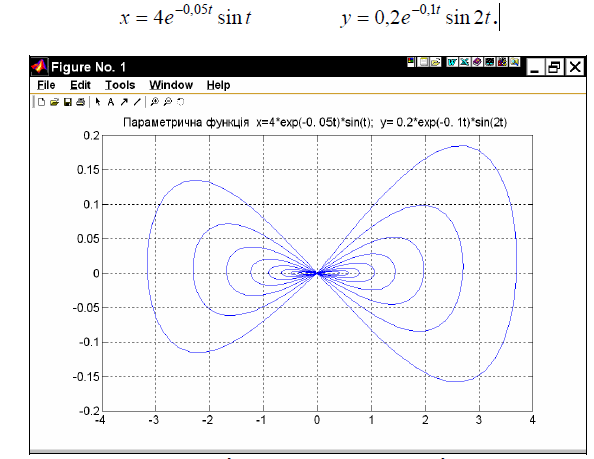 x = 4e^{-0,05t} sin t y = 0,2e^{-0,1t} sin 2t.
Figure No. 1
File Edit Tools Window Help
A
Параметрична функція x=4*exp(-0. 05t)*sin(t); y= 0.2*exp(-0. 1t)*sin(2t)
0.2
0.15
0.1
0.05
0
-0.05
-0.1
-0.15
-0.2
-4 -3 -2 -1 0 1 2 3 4